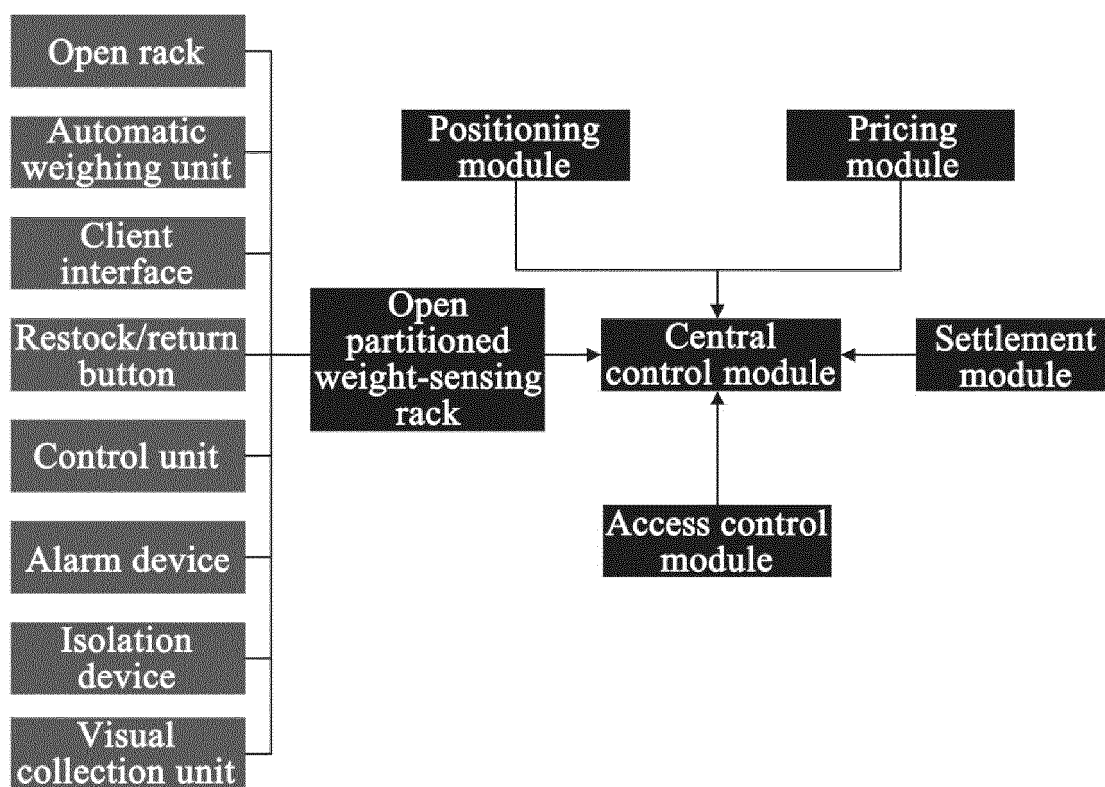 Open rack
Automatic
weighing unit
Client
interface
Restock/return
button
Control unit
Alarm device
Isolation
device
Visual
collection unit
Open
partitioned
weight-sensing
rack
Positioning
module
Pricing
module
Central
control module
Settlement
module
Access control
module